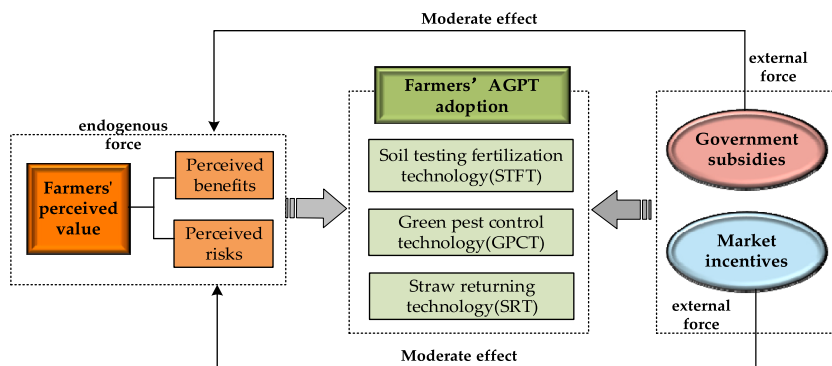 Moderate effect
external
force
Farmers’ AGPT
adoption
endogenous
force
Government
subsidies
Soil testing fertilization
technology(STFT)
Perceived
benefits
Farmers'
perceived
value
Green pest control
technology(GPCT)
Perceived
risks
Market
incentives
Straw returning
technology(SRT)
external
force
Moderate effect